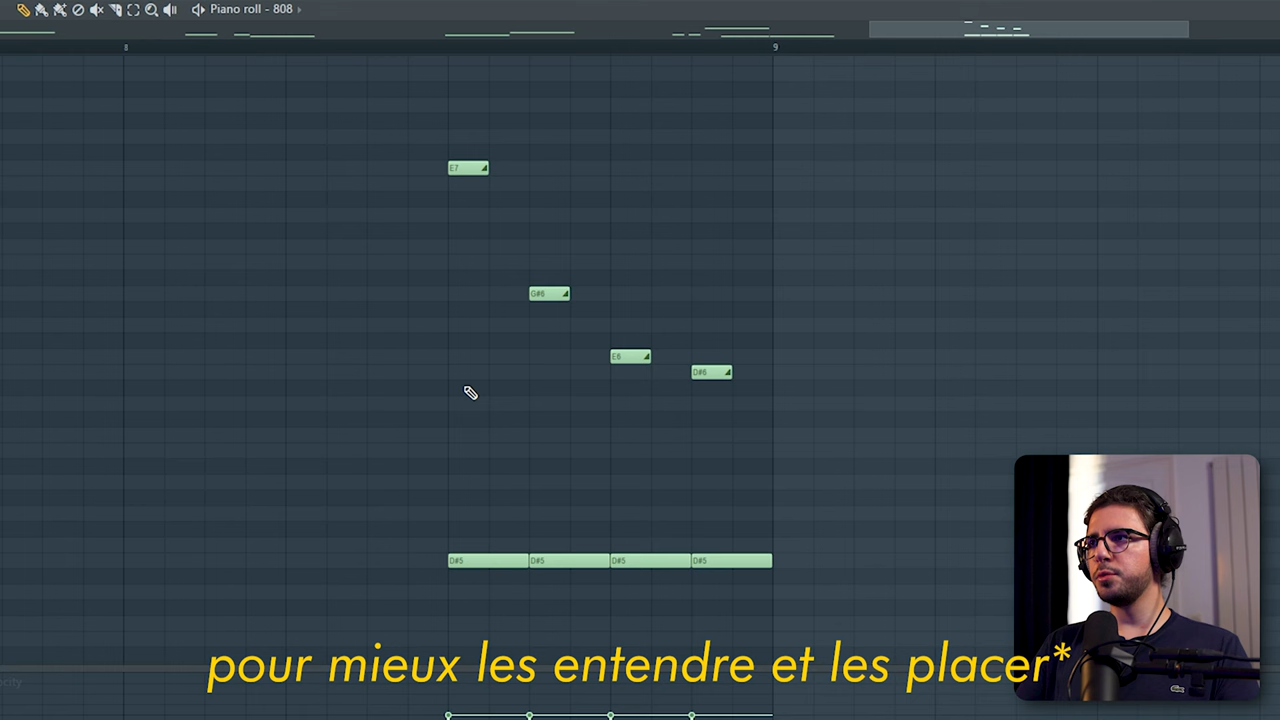 Piano roll - 808
8
9
E7
G#6
E6
D#6
D#5 D#5 D#5 D#5
pour mieux les entendre et les placer*
ocity